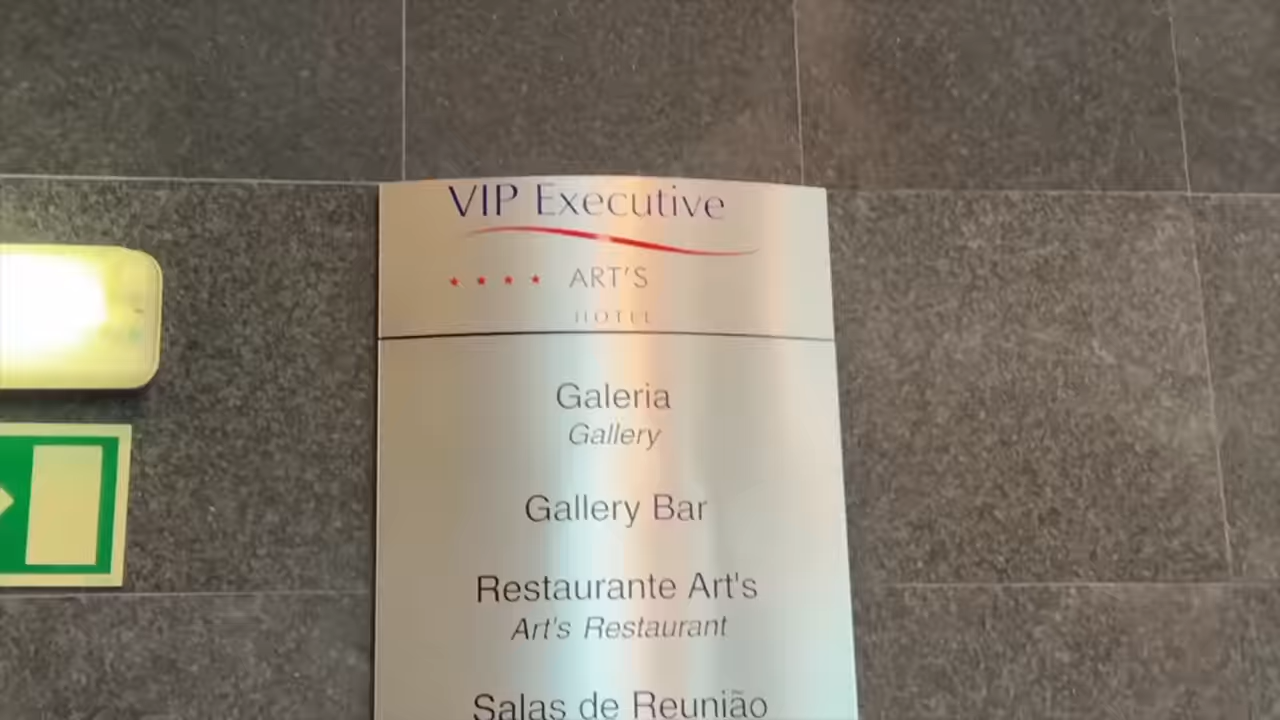 VIP Executive
ART'S
HOTEL
Galeria
Gallery
Gallery Bar
Restaurante Art's
Art's Restaurant
Salas de Reunião